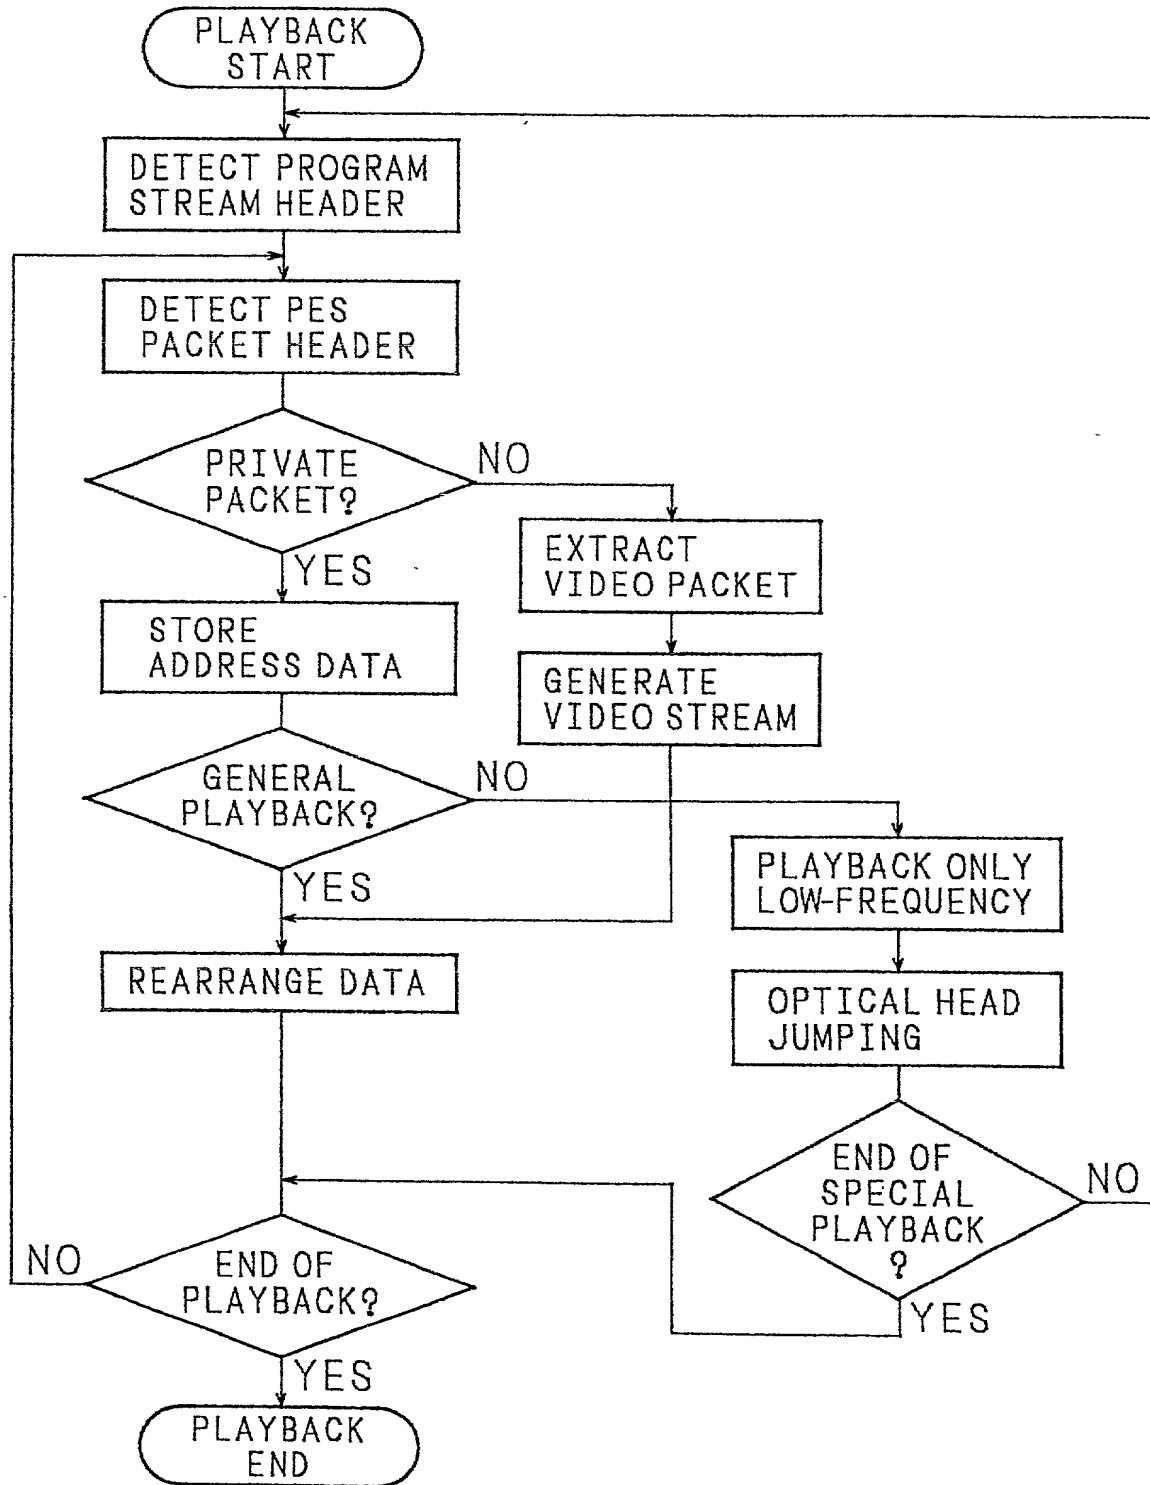 PLAYBACK
START
DETECT PROGRAM
STREAM HEADER
DETECT PES
PACKET HEADER
PRIVATE
PACKET?
NO
YES
EXTRACT
VIDEO PACKET
STORE
ADDRESS DATA
GENERATE
VIDEO STREAM
GENERAL
PLAYBACK?
NO
YES
PLAYBACK ONLY
LOW-FREQUENCY
REARRANGE DATA
OPTICAL HEAD
JUMPING
END OF
SPECIAL
PLAYBACK
?
NO
YES
END OF
PLAYBACK?
NO
YES
PLAYBACK
END